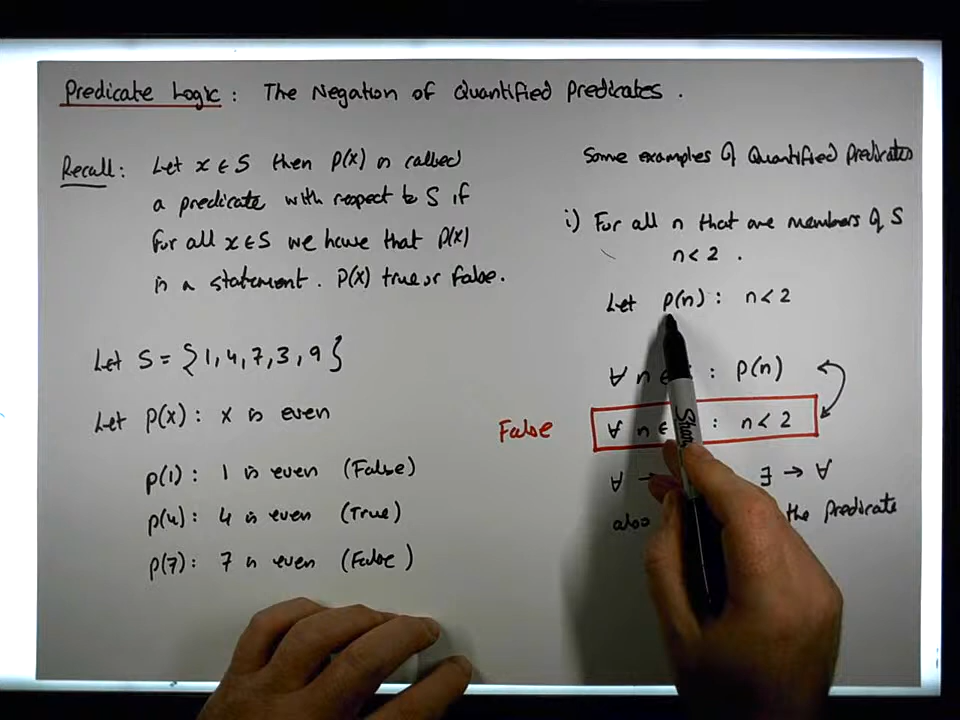 Predicate Logic: The Negation of Quantified Predicates.
Recall: Let x ∈ S then P(x) is called
a predicate with respect to S if
for all x ∈ S we have that P(x)
is a statement. P(x) true or false.
Let S = {1, 4, 7, 3, 9}
Let P(x): x is even
P(1): 1 is even (False)
P(4): 4 is even (True)
P(7): 7 is even (False)
Some examples of Quantified Predicates
i) For all n that are members of S
n < 2 .
Let P(n): n < 2
∀ n ∈ : P(n)
False ∀ n ∈ : n < 2
∀ → ∃ → ∀
also the predicate